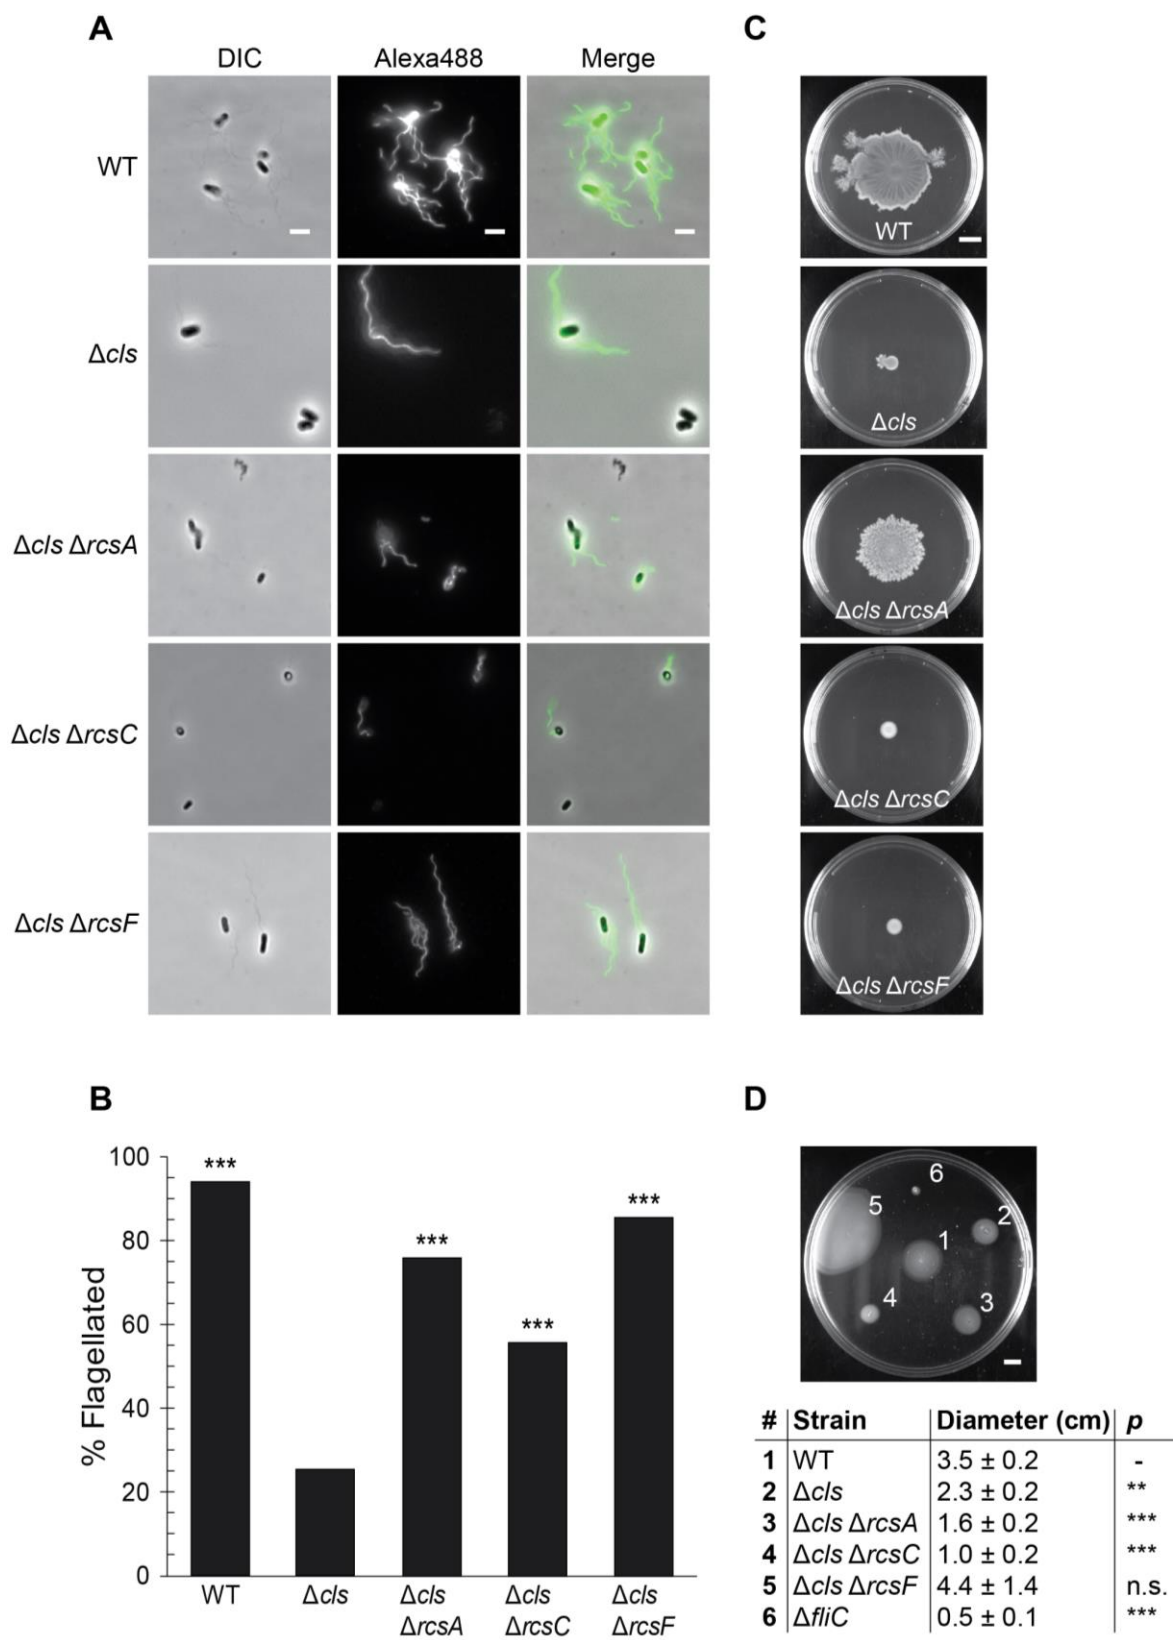 A
C
DIC Alexa488 Merge
WT
WT
Δcls
Δcls
Δcls ΔrcsA
Δcls ΔrcsA
Δcls ΔrcsC
Δcls ΔrcsC
Δcls ΔrcsF
Δcls ΔrcsF
B
% Flagellated
100
80
60
40
20
0
***
***
***
***
WT
Δcls
Δcls ΔrcsA
Δcls ΔrcsC
Δcls ΔrcsF
D
6
5
2
1
4
3
# Strain Diameter (cm) p
1 WT 3.5 ± 0.2 -
2 Δcls 2.3 ± 0.2 **
3 Δcls ΔrcsA 1.6 ± 0.2 ***
4 Δcls ΔrcsC 1.0 ± 0.2 ***
5 Δcls ΔrcsF 4.4 ± 1.4 n.s.
6 ΔfliC 0.5 ± 0.1 ***